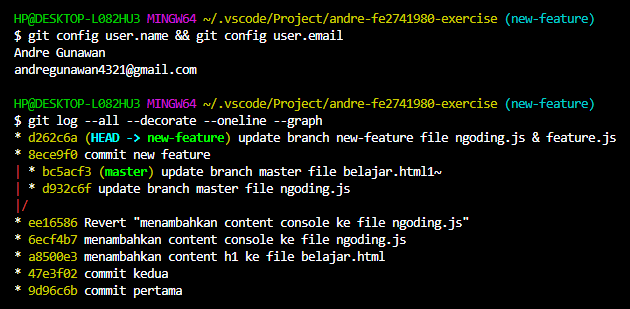 HP@DESKTOP-L082HU3 MINGW64 ~/.vscode/Project/andre-fe2741980-exercise (new-feature)
$ git config user.name && git config user.email
Andre Gunawan
andregunawan4321@gmail.com
HP@DESKTOP-L082HU3 MINGW64 ~/.vscode/Project/andre-fe2741980-exercise (new-feature)
$ git log --all --decorate --oneline --graph
* d262c6a (HEAD -> new-feature) update branch new-feature file ngoding.js & feature.js
* 8ece9f0 commit new feature
| * bc5acf3 (master) update branch master file belajar.html1~
| * d932c6f update branch master file ngoding.js
|/
* ee16586 Revert "menambahkan content console ke file ngoding.js"
* 6ecf4b7 menambahkan content console ke file ngoding.js
* a8500e3 menambahkan content h1 ke file belajar.html
* 47e3f02 commit kedua
* 9d96c6b commit pertama